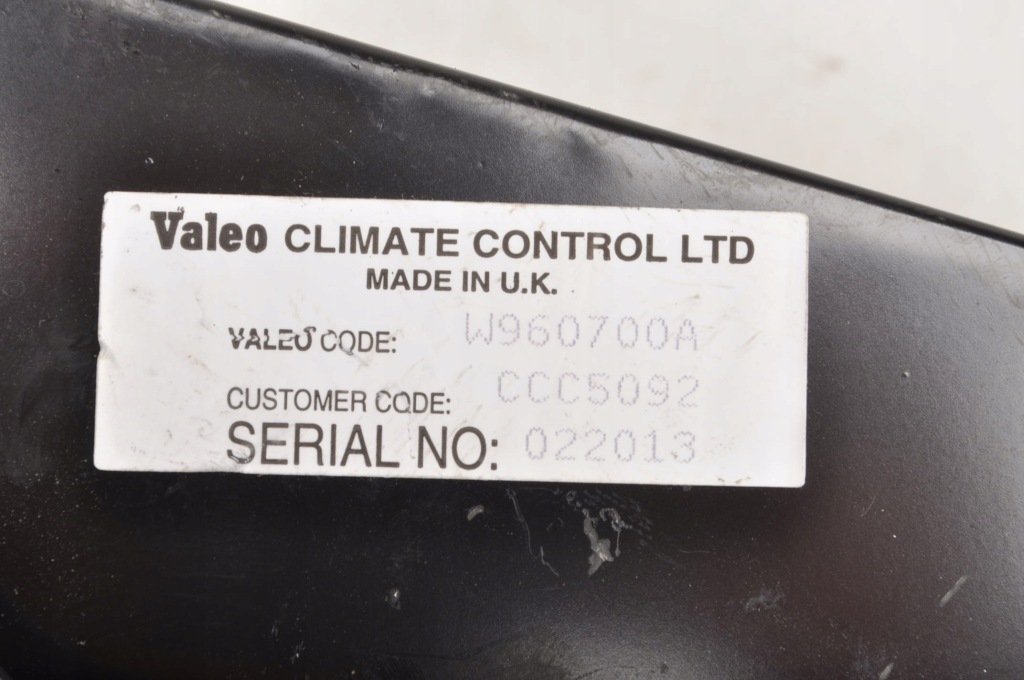 Valeo CLIMATE CONTROL LTD
MADE IN U.K.
VALEO CODE: W960700A
CUSTOMER CODE: CCC5092
SERIAL NO: 022013